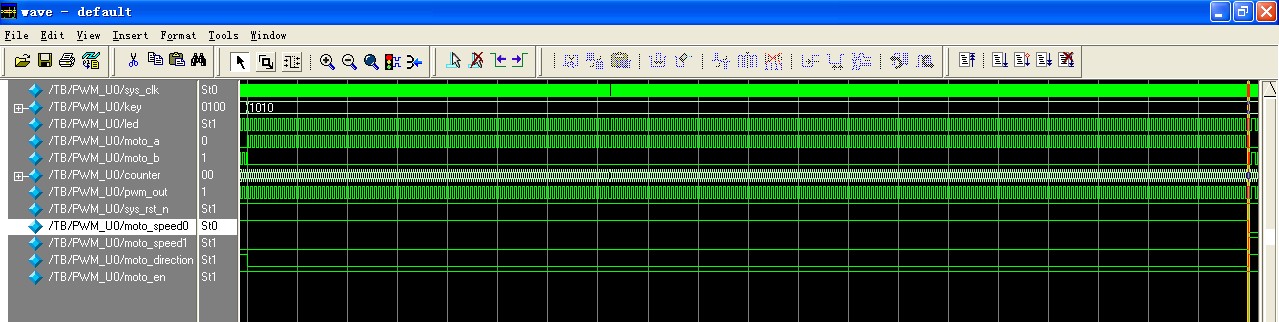 wave - default
File Edit View Insert Format Tools Window
/TB/PWM_U0/sys_clk St0
/TB/PWM_U0/key 0100 1010
/TB/PWM_U0/led St1
/TB/PWM_U0/moto_a 0
/TB/PWM_U0/moto_b 1
/TB/PWM_U0/counter 00
/TB/PWM_U0/pwm_out 1
/TB/PWM_U0/sys_rst_n St1
/TB/PWM_U0/moto_speed0 St0
/TB/PWM_U0/moto_speed1 St1
/TB/PWM_U0/moto_direction St1
/TB/PWM_U0/moto_en St1